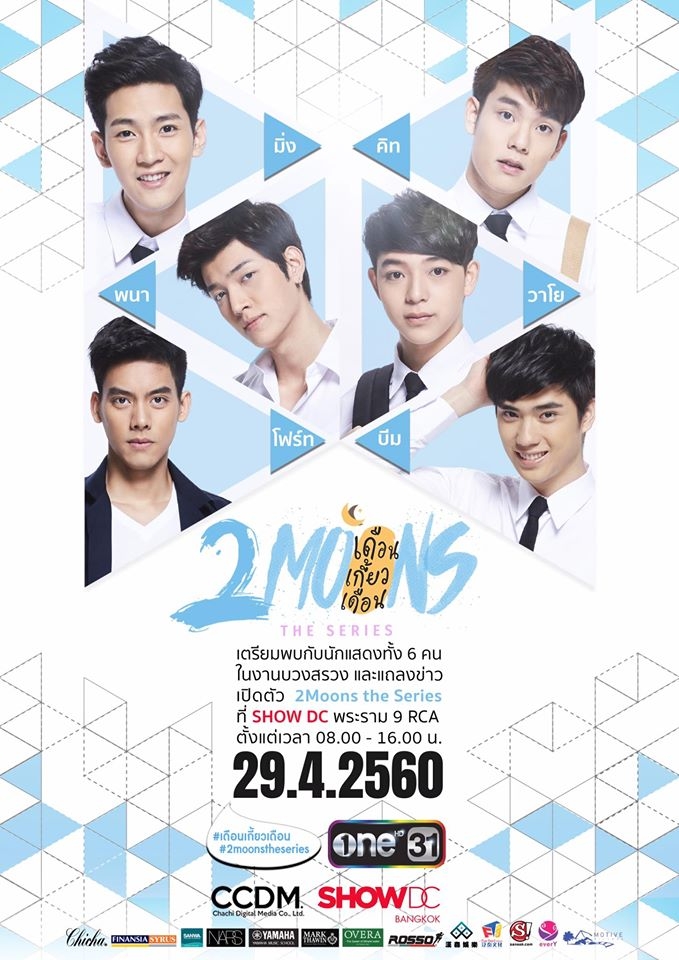 มิ่ง
คิท
พนา
วาโย
โฟร์ท
บีม
2MOONS
เดือน
เกี้ยว
เดือน
THE SERIES
เตรียมพบกับนักแสดงทั้ง 6 คน
ในงานบวงสรวง และแถลงข่าว
เปิดตัว 2Moons the Series
ที่ SHOW DC พระราม 9 RCA
ตั้งแต่เวลา 08.00 - 16.00 น.
29.4.2560
#เดือนเกี้ยวเดือน
#2moonstheseries
one HD 31
CCDM.
Chachi Digital Media Co., Ltd.
SHOWDC
BANGKOK
Chicha. FINANSIA SYRUS SANWA NARS YAMAHA YAMAHA MUSIC SCHOOL MARK THAWIN OVERA ROSSO everY MOTIVE